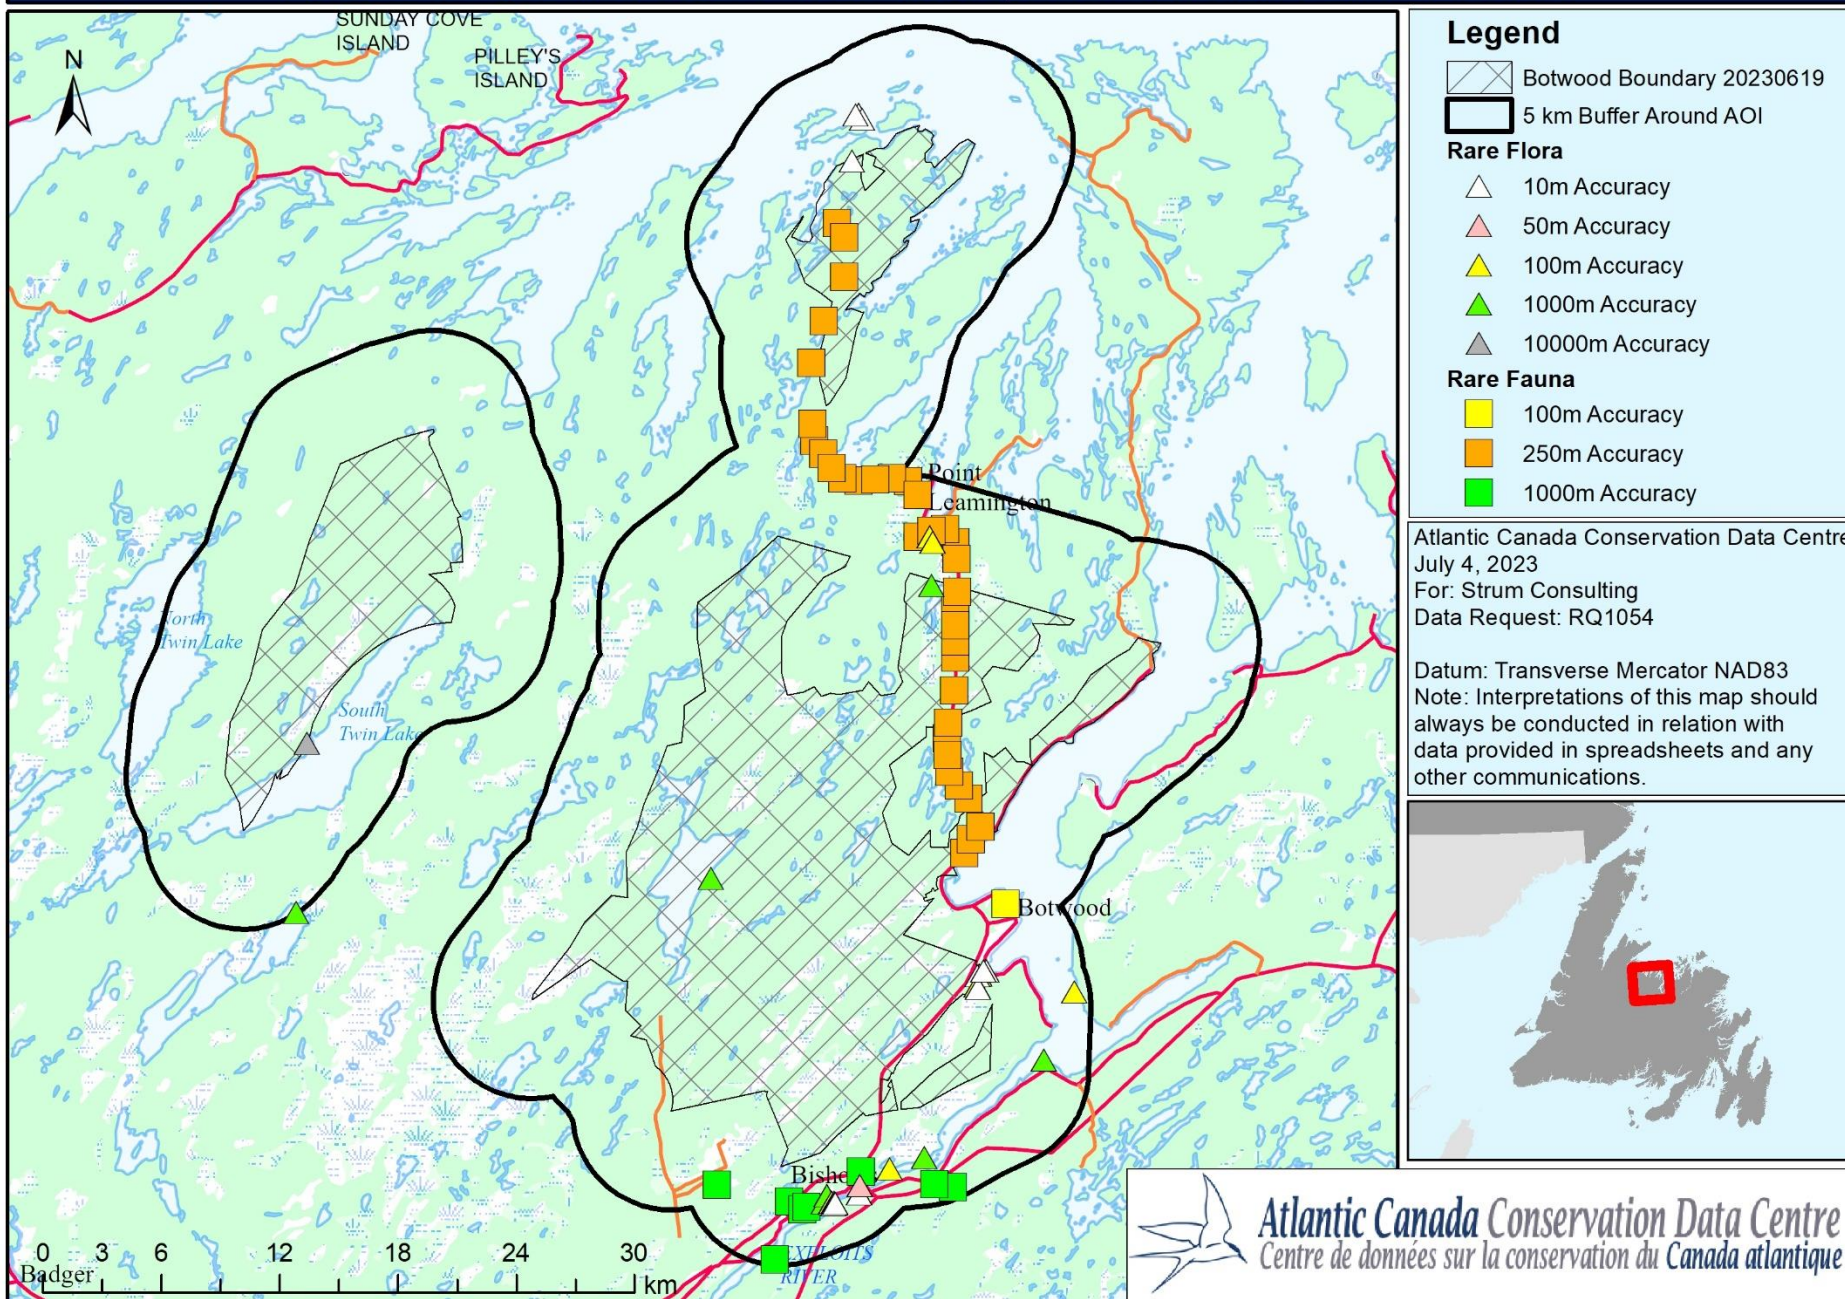 SUNDAY COVE
ISLAND
PILLEY'S
ISLAND
N
Point
Leamington
North
Twin Lake
South
Twin Lake
Botwood
EXPLOITS
RIVER
Badger
0 3 6 12 18 24 30
km
Legend
Botwood Boundary 20230619
5 km Buffer Around AOI
Rare Flora
10m Accuracy
50m Accuracy
100m Accuracy
1000m Accuracy
10000m Accuracy
Rare Fauna
100m Accuracy
250m Accuracy
1000m Accuracy
Atlantic Canada Conservation Data Centre
July 4, 2023
For: Strum Consulting
Data Request: RQ1054
Datum: Transverse Mercator NAD83
Note: Interpretations of this map should
always be conducted in relation with
data provided in spreadsheets and any
other communications.
Atlantic Canada Conservation Data Centre
Centre de données sur la conservation du Canada atlantique